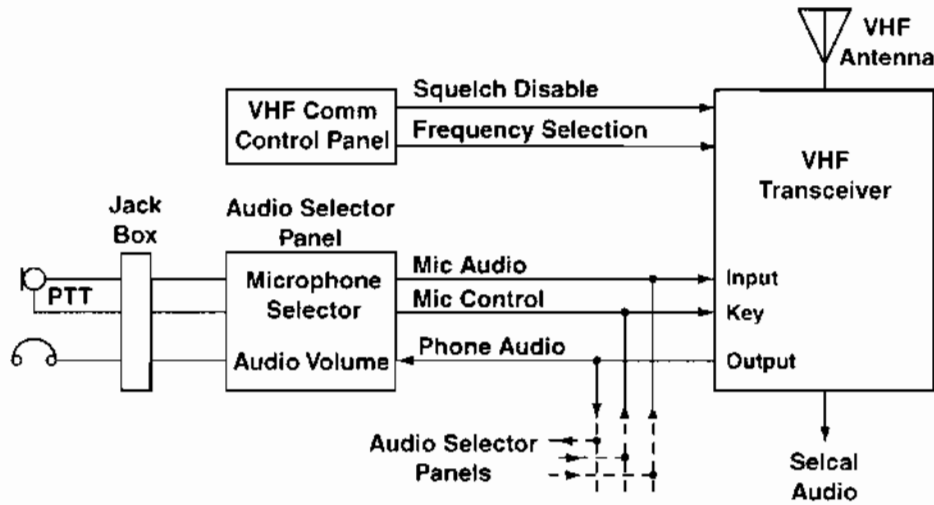 VHF
Antenna
Squelch Disable
VHF Comm
Control Panel
Frequency Selection
VHF
Transceiver
Jack
Box
Audio Selector
Panel
Mic Audio
Input
Microphone
Selector
PTT
Mic Control
Key
Phone Audio
Audio Volume
Output
Audio Selector
Panels
Selcal
Audio